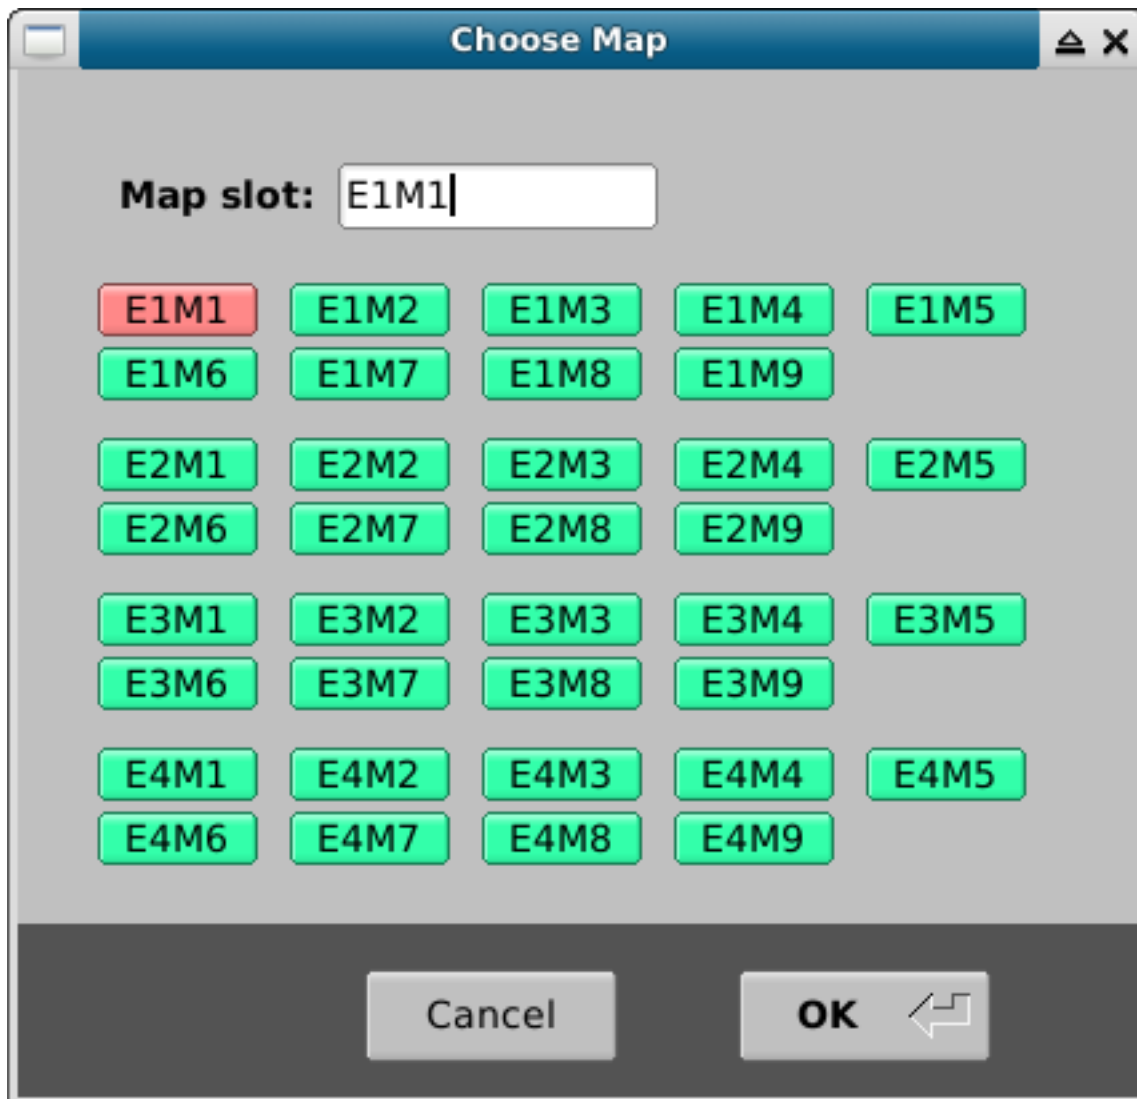 Choose Map
Map slot: E1M1
E1M1 E1M2 E1M3 E1M4 E1M5
E1M6 E1M7 E1M8 E1M9
E2M1 E2M2 E2M3 E2M4 E2M5
E2M6 E2M7 E2M8 E2M9
E3M1 E3M2 E3M3 E3M4 E3M5
E3M6 E3M7 E3M8 E3M9
E4M1 E4M2 E4M3 E4M4 E4M5
E4M6 E4M7 E4M8 E4M9
Cancel OK